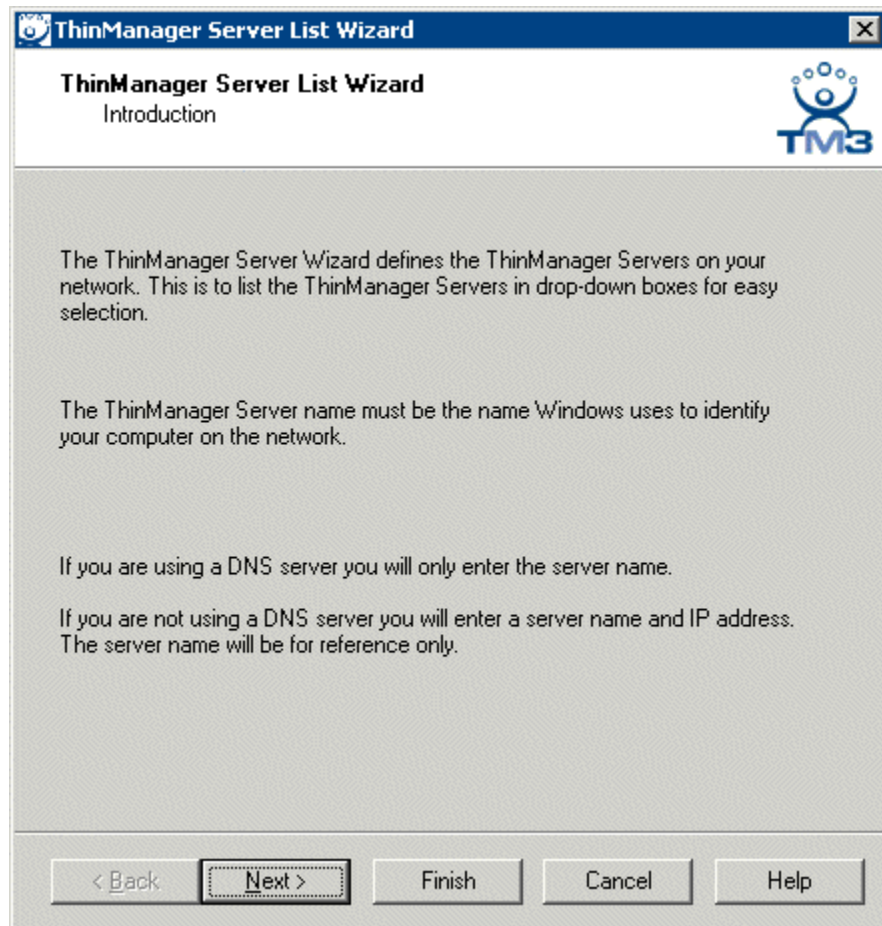 ThinManager Server List Wizard
ThinManager Server List Wizard
Introduction
TM3
The ThinManager Server Wizard defines the ThinManager Servers on your
network. This is to list the ThinManager Servers in drop-down boxes for easy
selection.
The ThinManager Server name must be the name Windows uses to identify
your computer on the network.
If you are using a DNS server you will only enter the server name.
If you are not using a DNS server you will enter a server name and IP address.
The server name will be for reference only.
< Back
Next >
Finish
Cancel
Help